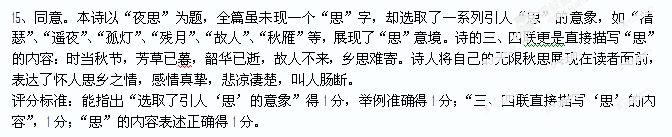 15、同意。本诗以“夜思”为题，全篇虽未现一个“思”字，却选取了一系列引人“思”的意象，如“清
瑟”、“遥夜”、“孤灯”、“残月”、“故人”、“秋雁”等，展现了“思”意境。诗的三、四联更是直接描写“思”
的内容：时当秋节，芳草已暮，韶华已逝，故人不来，乡思难寄。诗人将自己的无限秋思展现在读者面前，
表达了怀人思乡之情，感情真挚，悲凉凄楚，叫人肠断。
评分标准：能指出“选取了引人‘思’的意象”得1分，举例准确得1分；“三、四联直接描写‘思’的内
容”，1分；“思”的内容表述正确得1分。